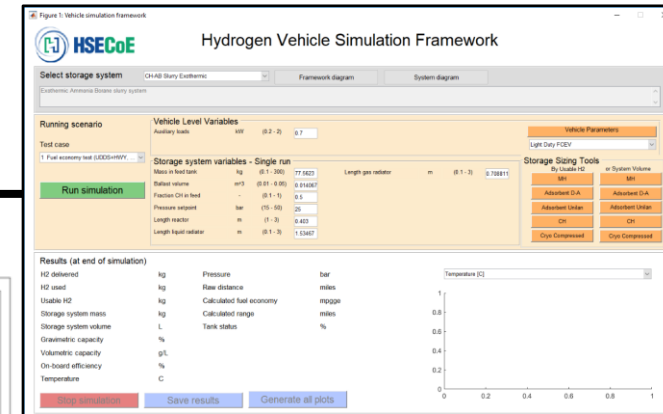 Figure 1: Vehicle simulation framework
HSECoE
Hydrogen Vehicle Simulation Framework
Select storage system
CH-AB Slurry Exothermic
Framework diagram
System diagram
Exothermic Ammonia Borane slurry system
Running scenario
Vehicle Level Variables
Auxiliary loads kW (0.2 - 2) 0.7
Vehicle Parameters
Test case
Light Duty FCEV
1 Fuel economy test (UDDS+HWY, ...
Storage system variables - Single run
Storage Sizing Tools
By Usable H2 or System Volume
Mass in feed tank kg (0.1 - 300) 77.6623 Length gas radiator m (0.1 - 3) 0.708811
MH MH
Ballast volume m^3 (0.01 - 0.05) 0.014067
Run simulation
Adsorbent D-A Adsorbent D-A
Fraction CH in feed - (0.1 - 1) 0.5
Adsorbent Unilan Adsorbent Unilan
Pressure setpoint bar (15 - 50) 25
CH CH
Length reactor m (1 - 3) 0.403
Cryo Compressed Cryo Compressed
Length liquid radiator m (0.1 - 3) 1.53457
Results (at end of simulation)
H2 delivered kg Pressure bar
Temperature [C]
H2 used kg Raw distance miles
Usable H2 kg Calculated fuel economy mpgge
Storage system mass kg Calculated range miles
Storage system volume L Tank status %
Gravimetric capacity %
Volumetric capacity g/L
On-board efficiency %
Temperature C
1
0.8
0.6
0.4
0.2
0
0 0.2 0.4 0.6 0.8 1
Stop simulation Save results Generate all plots